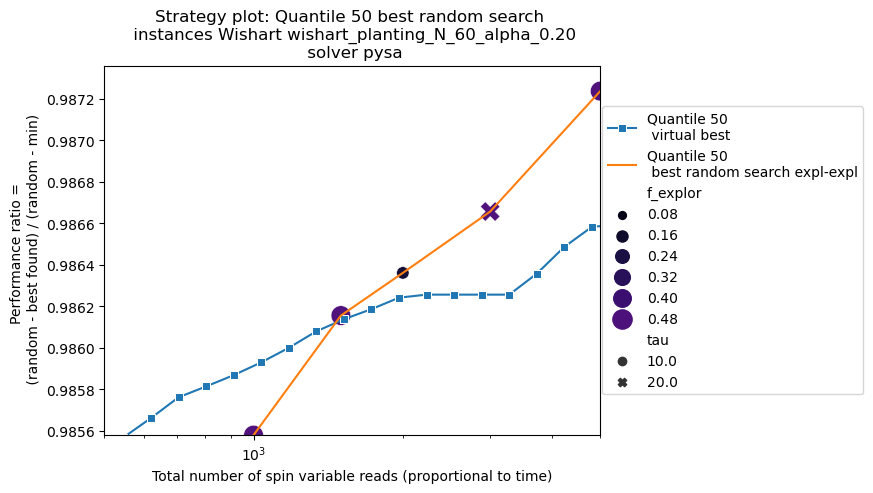 Strategy plot: Quantile 50 best random search
instances Wishart wishart_planting_N_60_alpha_0.20
solver pysa
Performance ratio =
(random - best found) / (random - min)
0.9872
0.9870
0.9868
0.9866
0.9864
0.9862
0.9860
0.9858
0.9856
10^3
Total number of spin variable reads (proportional to time)
Quantile 50
virtual best
Quantile 50
best random search expl-expl
f_explor
0.08
0.16
0.24
0.32
0.40
0.48
tau
10.0
20.0